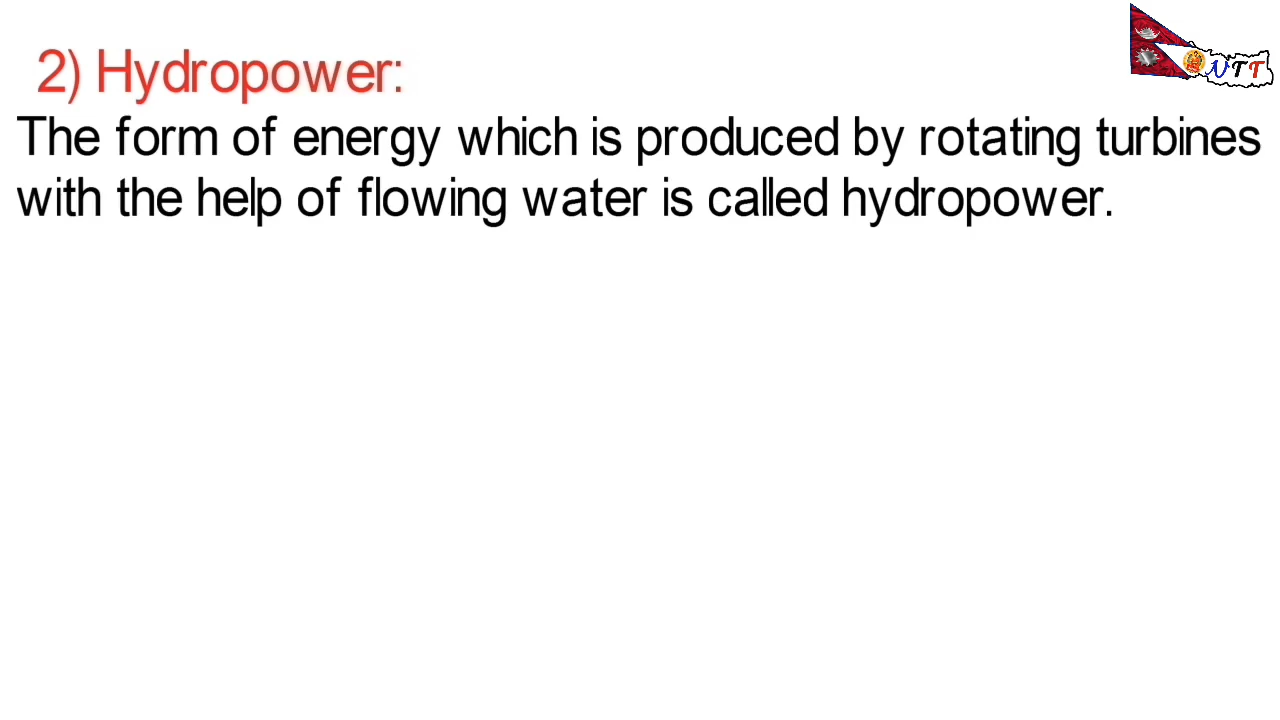 2) Hydropower:
NTT
The form of energy which is produced by rotating turbines
with the help of flowing water is called hydropower.